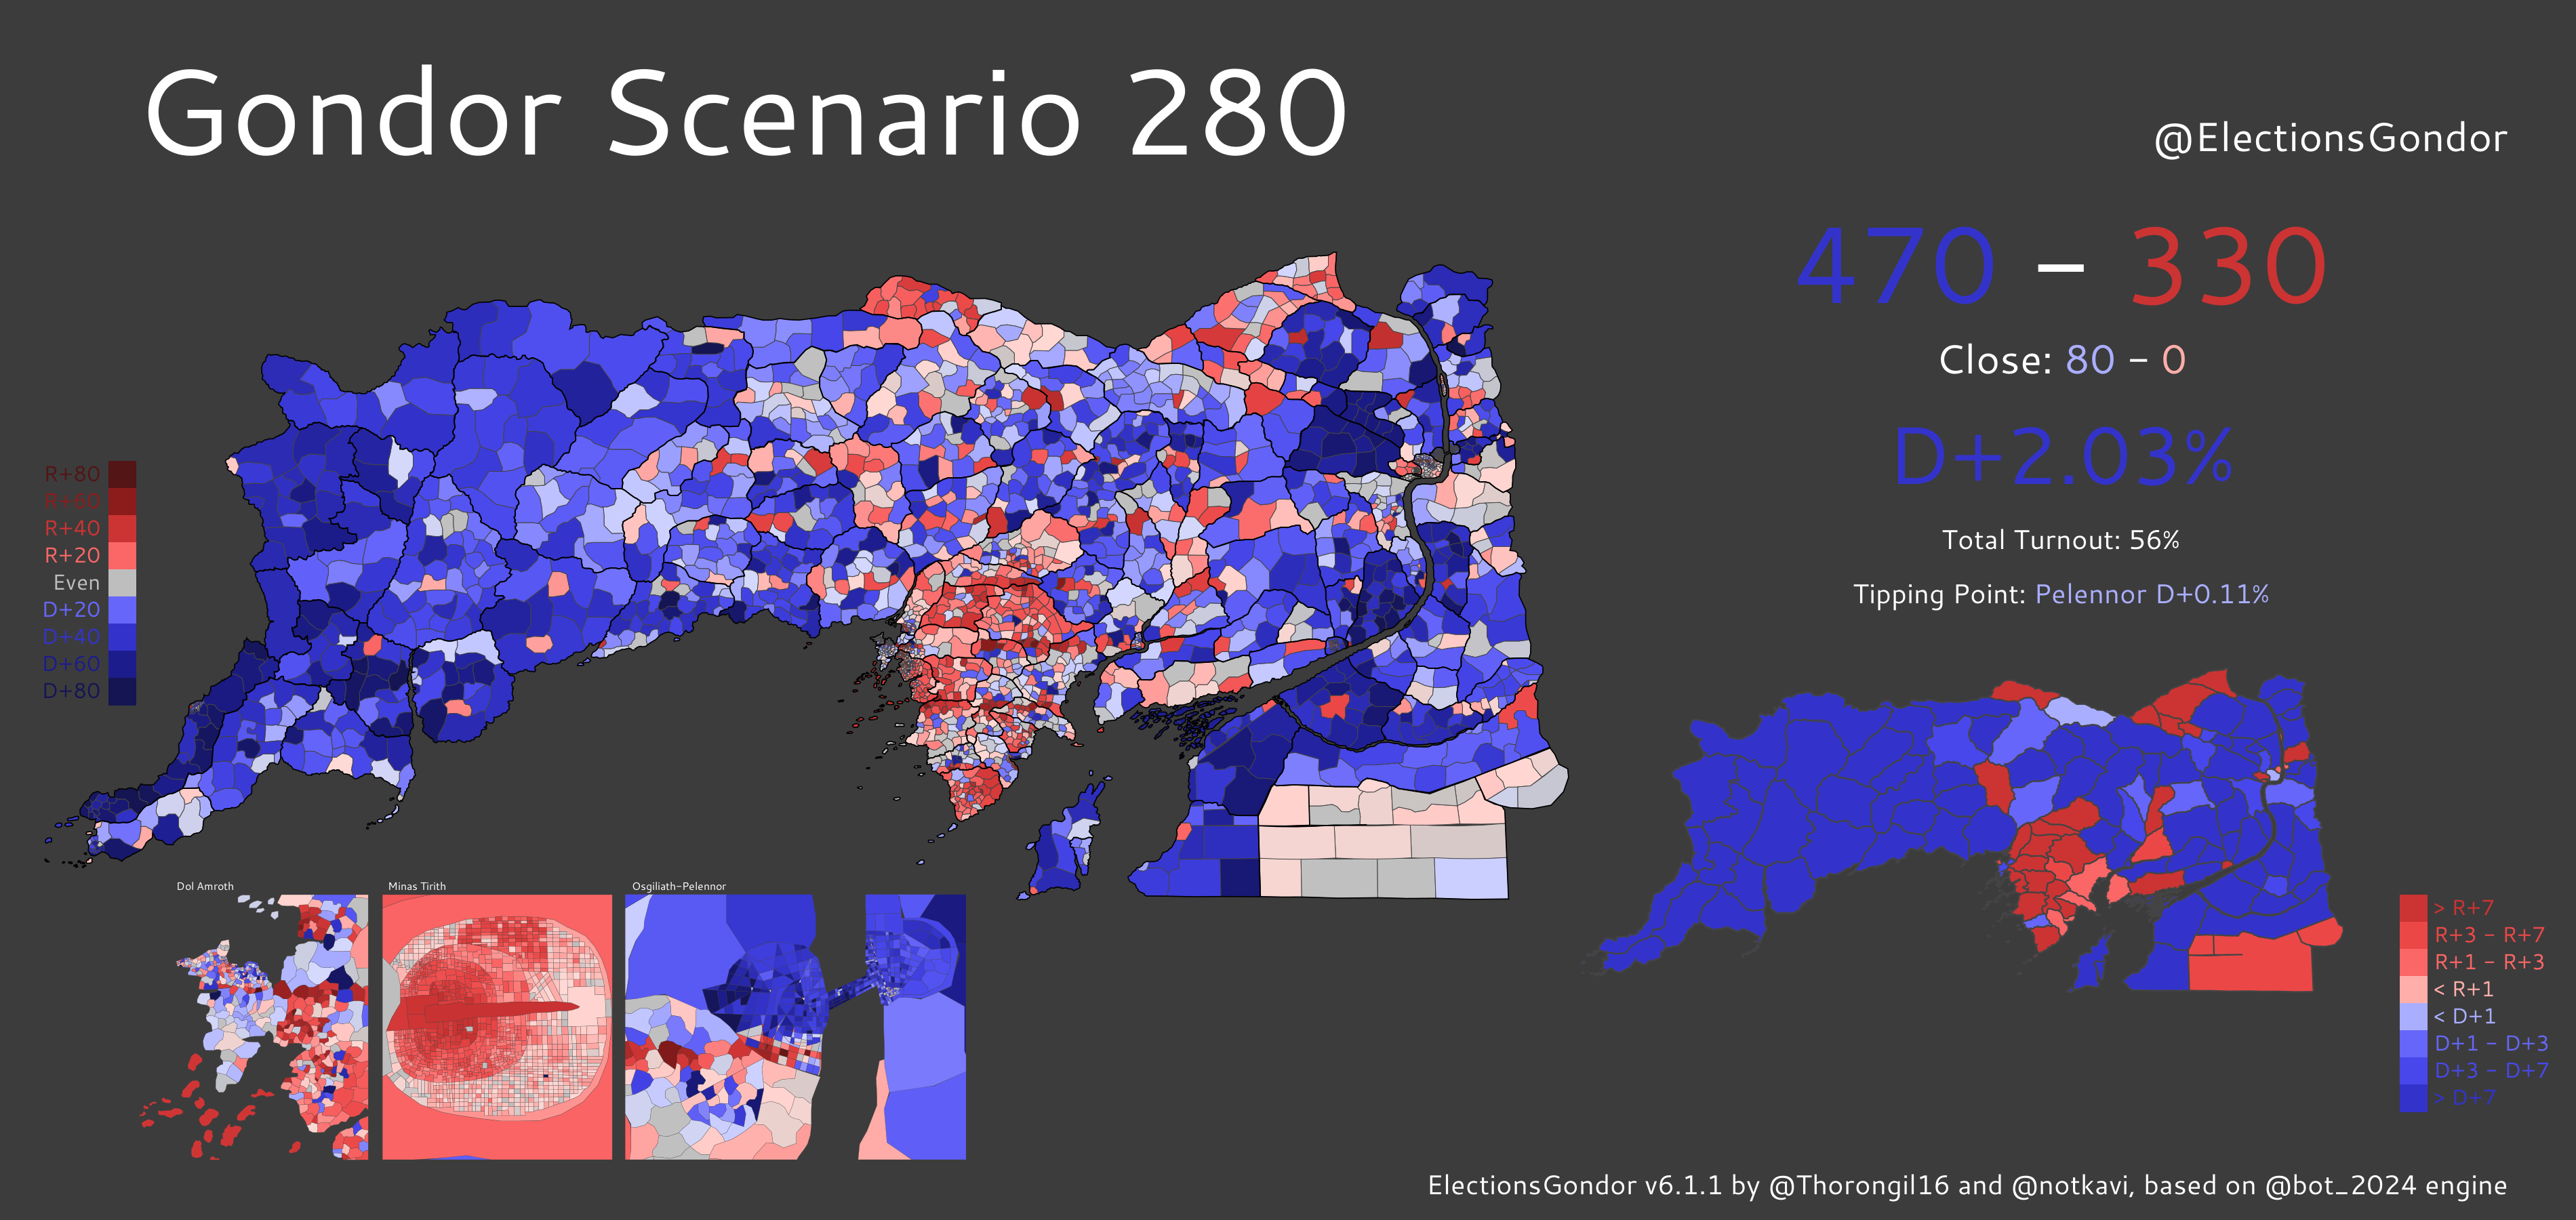 Gondor Scenario 280
@ElectionsGondor
470 – 330
Close: 80 – 0
D+2.03%
Total Turnout: 56%
Tipping Point: Pelennor D+0.11%
R+80
R+60
R+40
R+20
Even
D+20
D+40
D+60
D+80
Dol Amroth
Minas Tirith
Osgiliath-Pelennor
> R+7
R+3 – R+7
R+1 – R+3
< R+1
< D+1
D+1 – D+3
D+3 – D+7
> D+7
ElectionsGondor v6.1.1 by @Thorongil16 and @notkavi, based on @bot_2024 engine